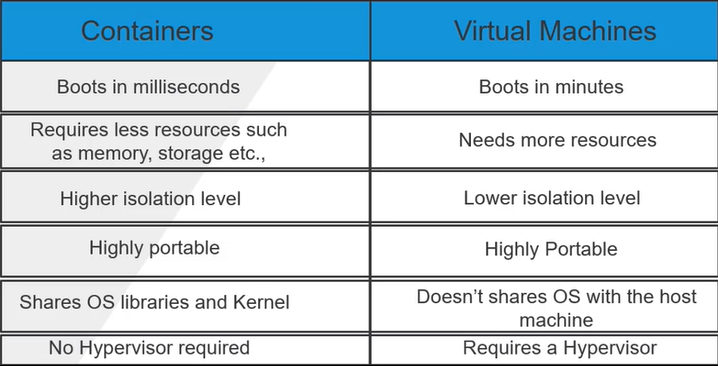 Containers
Virtual Machines
Boots in milliseconds
Boots in minutes
Requires less resources such
as memory, storage etc.,
Needs more resources
Higher isolation level
Lower isolation level
Highly portable
Highly Portable
Shares OS libraries and Kernel
Doesn’t shares OS with the host
machine
No Hypervisor required
Requires a Hypervisor